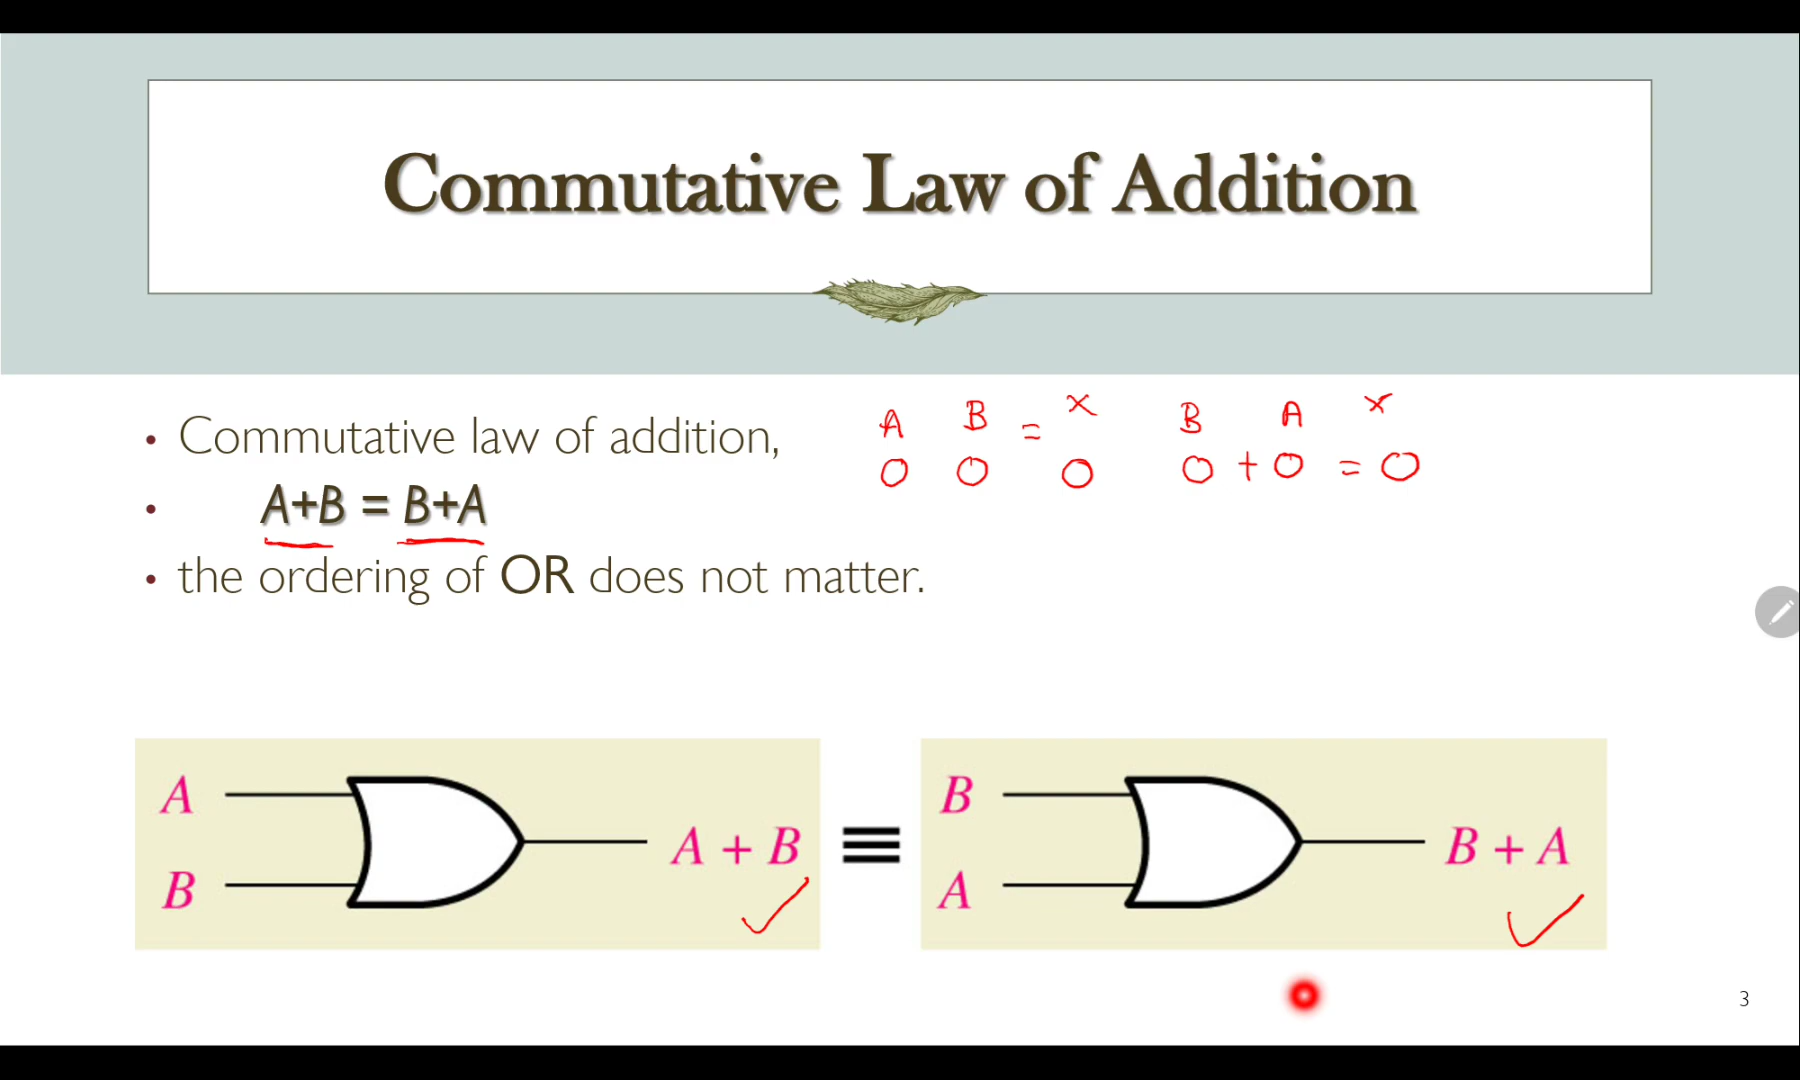 Commutative Law of Addition
• Commutative law of addition,
A B = x B A x
0 0 0 0 + 0 = 0
• A+B = B+A
• the ordering of OR does not matter.
A
B
A + B
≡
B
A
B + A
3